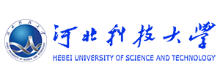 河北科技大学
HEBEI UNIVERSITY OF SCIENCE AND TECHNOLOGY